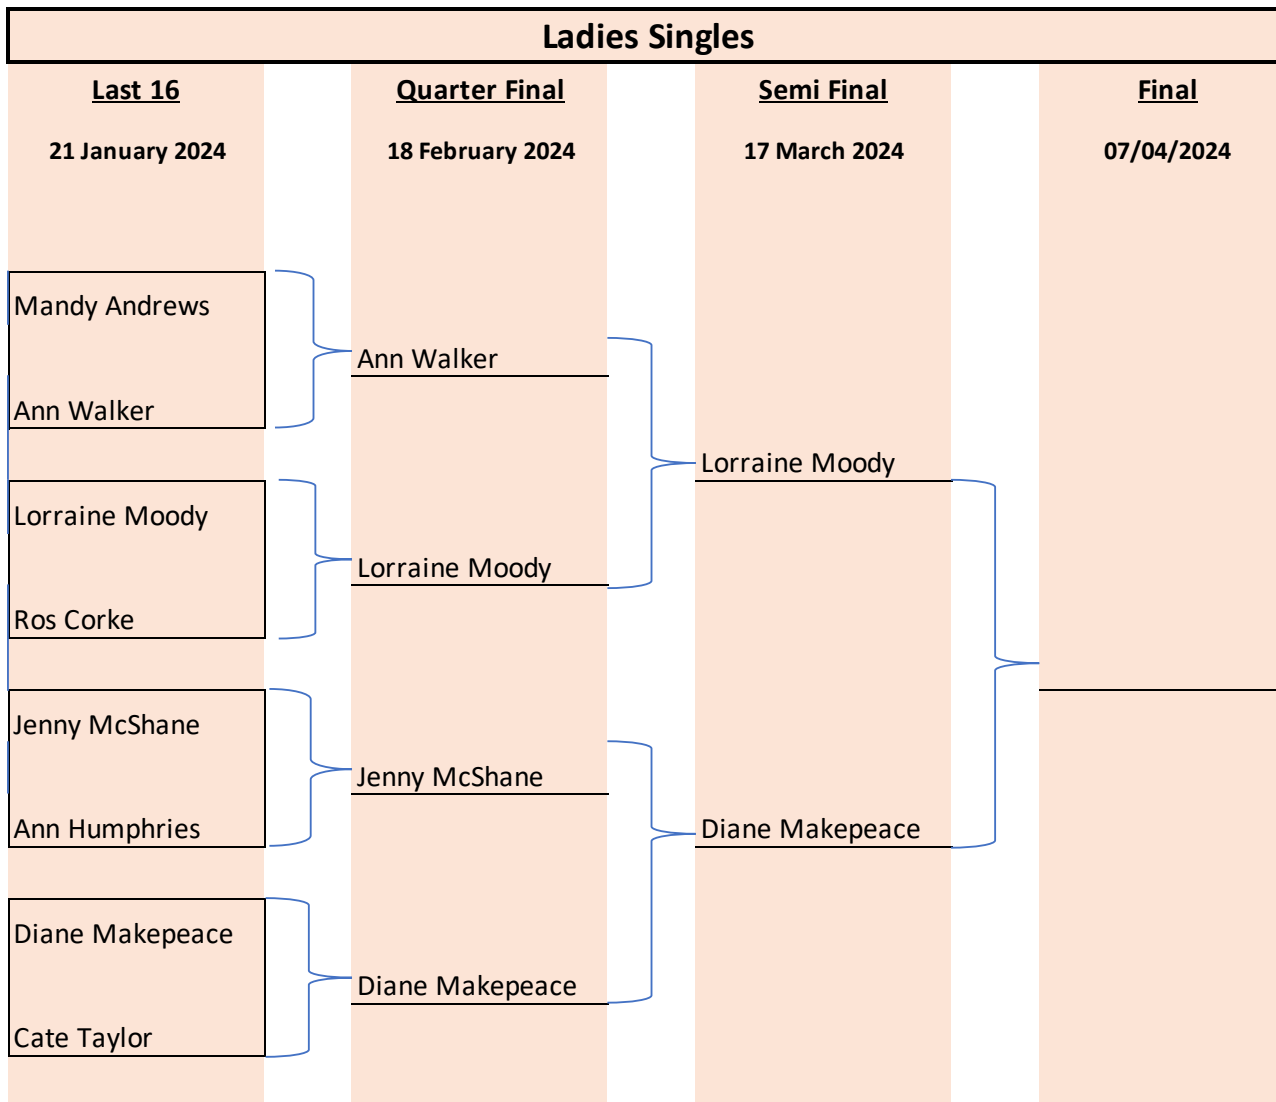 Ladies Singles
Last 16
Quarter Final
Semi Final
Final
21 January 2024
18 February 2024
17 March 2024
07/04/2024
Mandy Andrews
Ann Walker
Lorraine Moody
Ros Corke
Jenny McShane
Ann Humphries
Diane Makepeace
Cate Taylor
Ann Walker
Lorraine Moody
Jenny McShane
Diane Makepeace
Lorraine Moody
Diane Makepeace